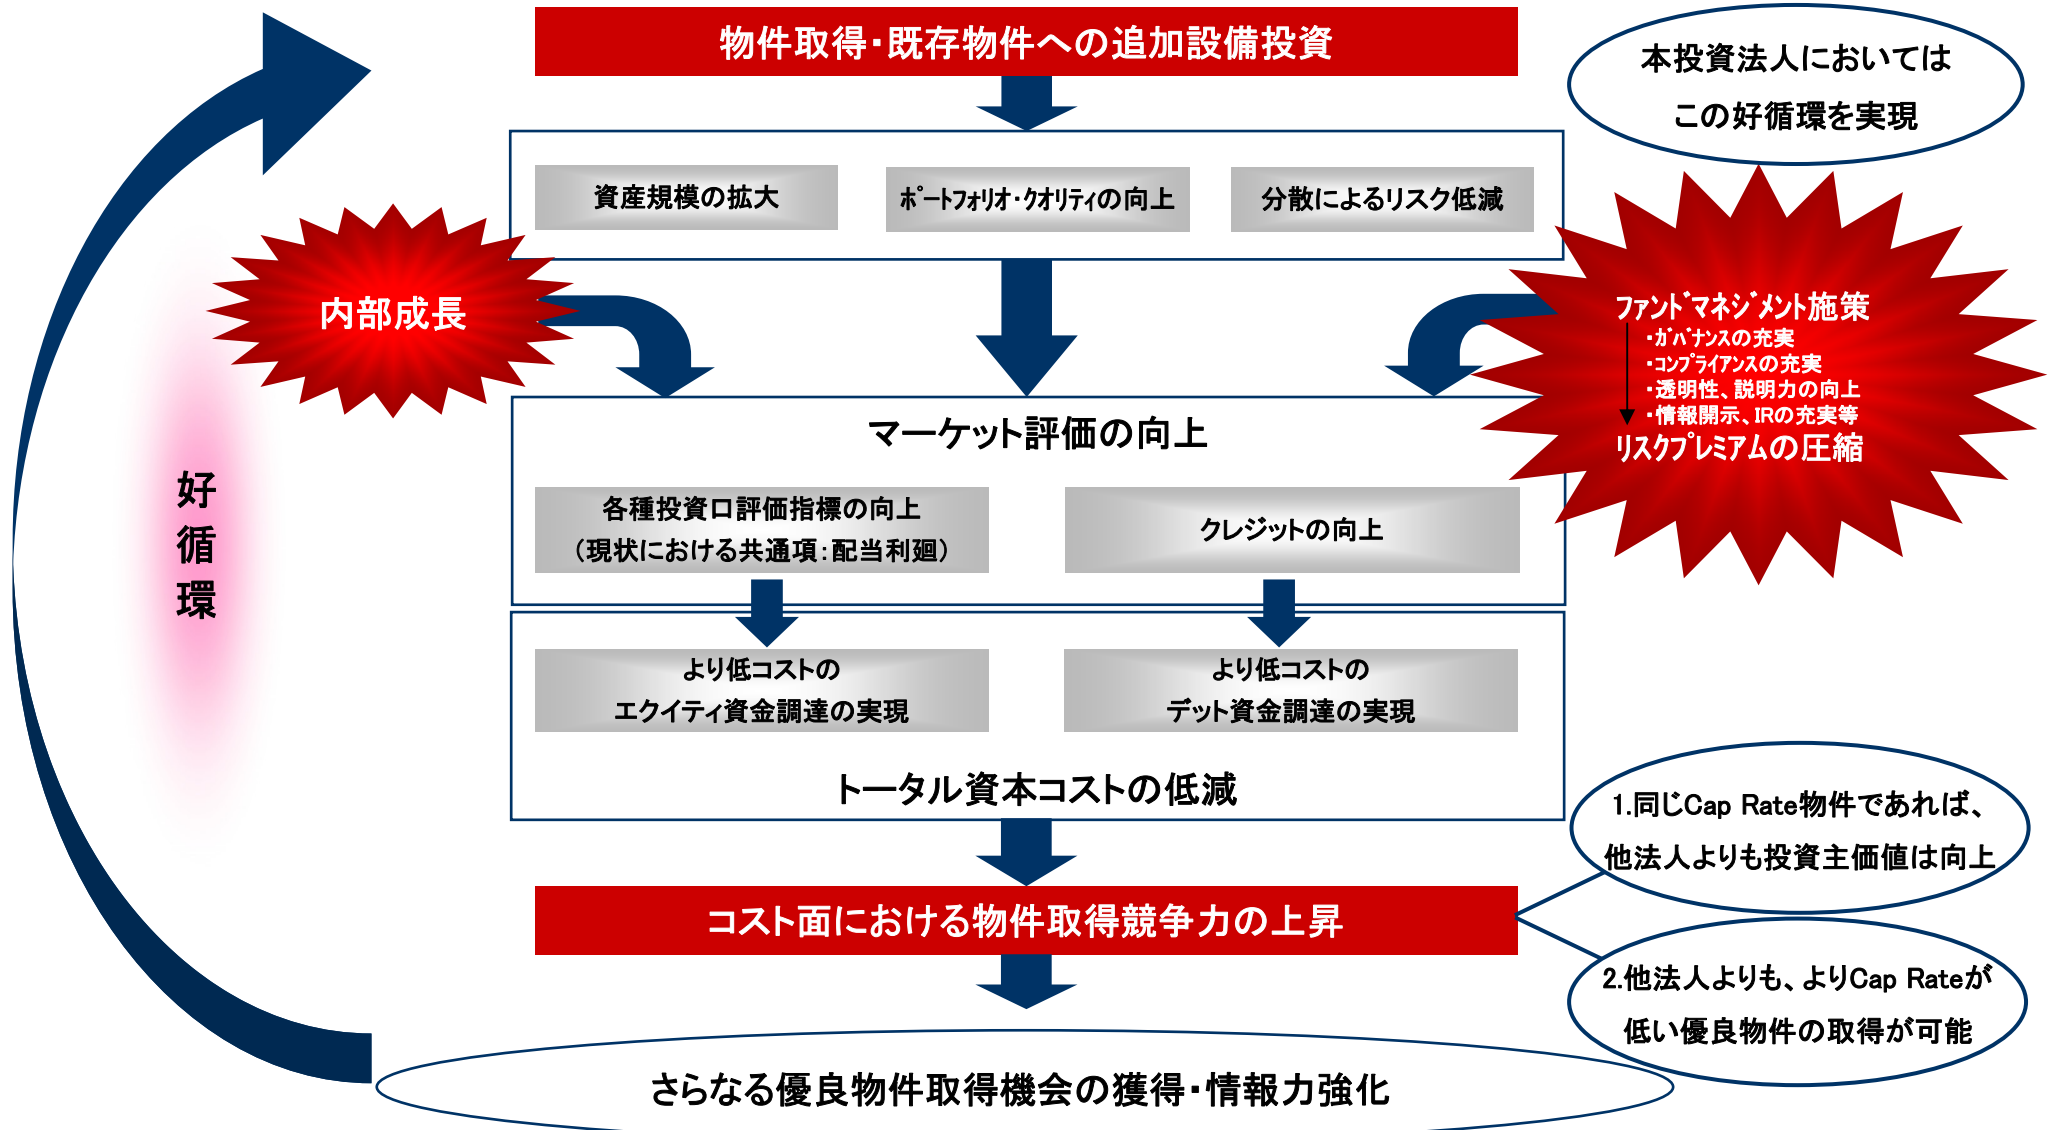 物件取得・既存物件への追加設備投資
本投資法人においては
この好循環を実現
資産規模の拡大
ﾎﾟｰﾄﾌｫﾘｵ・ｸｵﾘﾃｨの向上
分散によるリスク低減
内部成長
ﾌｧﾝﾄﾞﾏﾈｼﾞﾒﾝﾄ施策
・ｶﾞﾊﾞﾅﾝｽの充実
・ｺﾝﾌﾟﾗｲｱﾝｽの充実
・透明性、説明力の向上
・情報開示、IRの充実等
ﾘｽｸﾌﾟﾚﾐｱﾑの圧縮
マーケット評価の向上
各種投資口評価指標の向上
（現状における共通項：配当利廻）
クレジットの向上
好
循
環
より低コストの
エクイティ資金調達の実現
より低コストの
デット資金調達の実現
トータル資本コストの低減
1.同じCap Rate物件であれば、
他法人よりも投資主価値は向上
コスト面における物件取得競争力の上昇
2.他法人よりも、よりCap Rateが
低い優良物件の取得が可能
さらなる優良物件取得機会の獲得・情報力強化